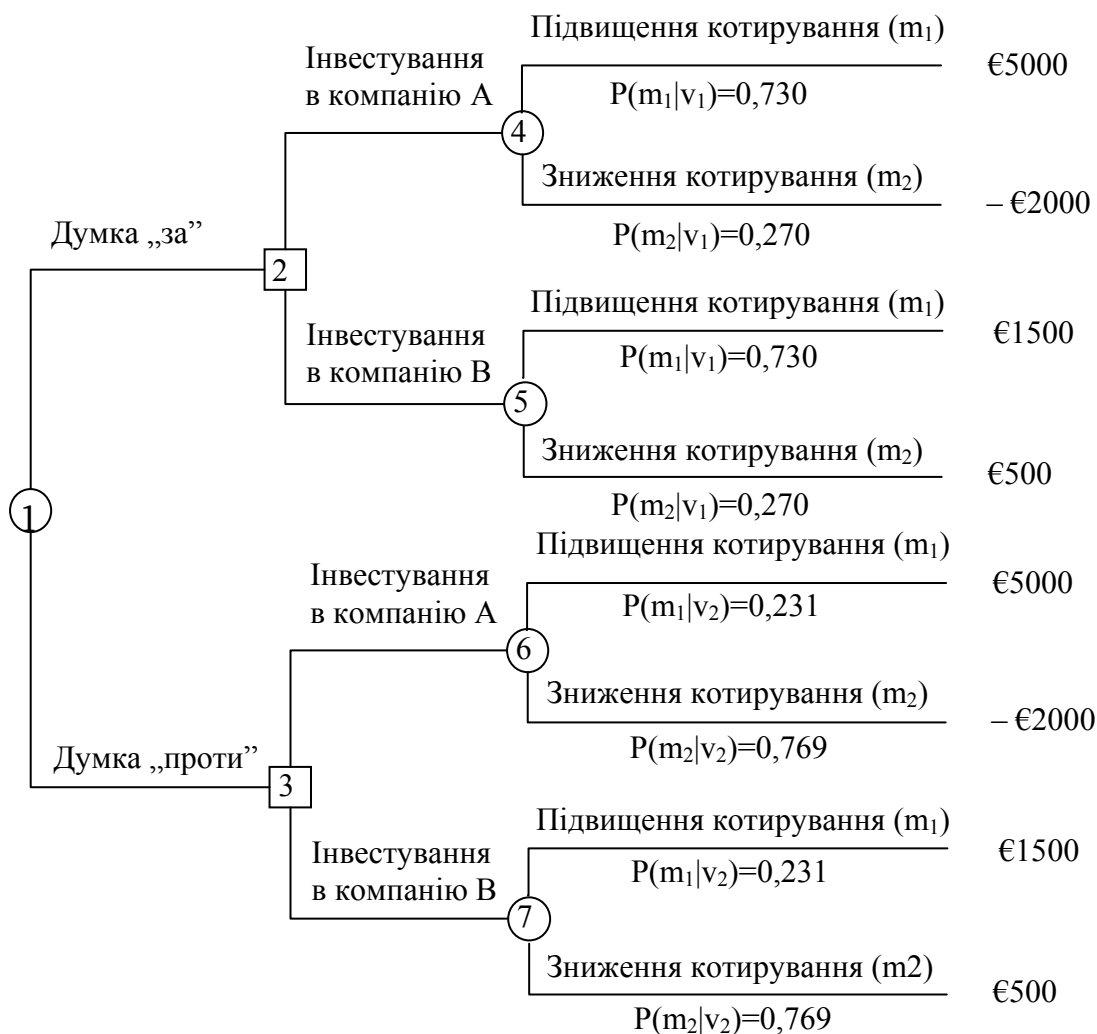 Підвищення котирування (m₁)
Інвестування
в компанію А
€5000
P(m₁|v₁)=0,730
4
Зниження котирування (m₂)
– €2000
P(m₂|v₁)=0,270
Думка „за”
2
Підвищення котирування (m₁)
Інвестування
в компанію В
€1500
P(m₁|v₁)=0,730
5
Зниження котирування (m₂)
€500
P(m₂|v₁)=0,270
1
Підвищення котирування (m₁)
Інвестування
в компанію А
€5000
P(m₁|v₂)=0,231
6
Зниження котирування (m₂)
– €2000
P(m₂|v₂)=0,769
Думка „проти”
3
Підвищення котирування (m₁)
Інвестування
в компанію В
€1500
P(m₁|v₂)=0,231
7
Зниження котирування (m2)
€500
P(m₂|v₂)=0,769